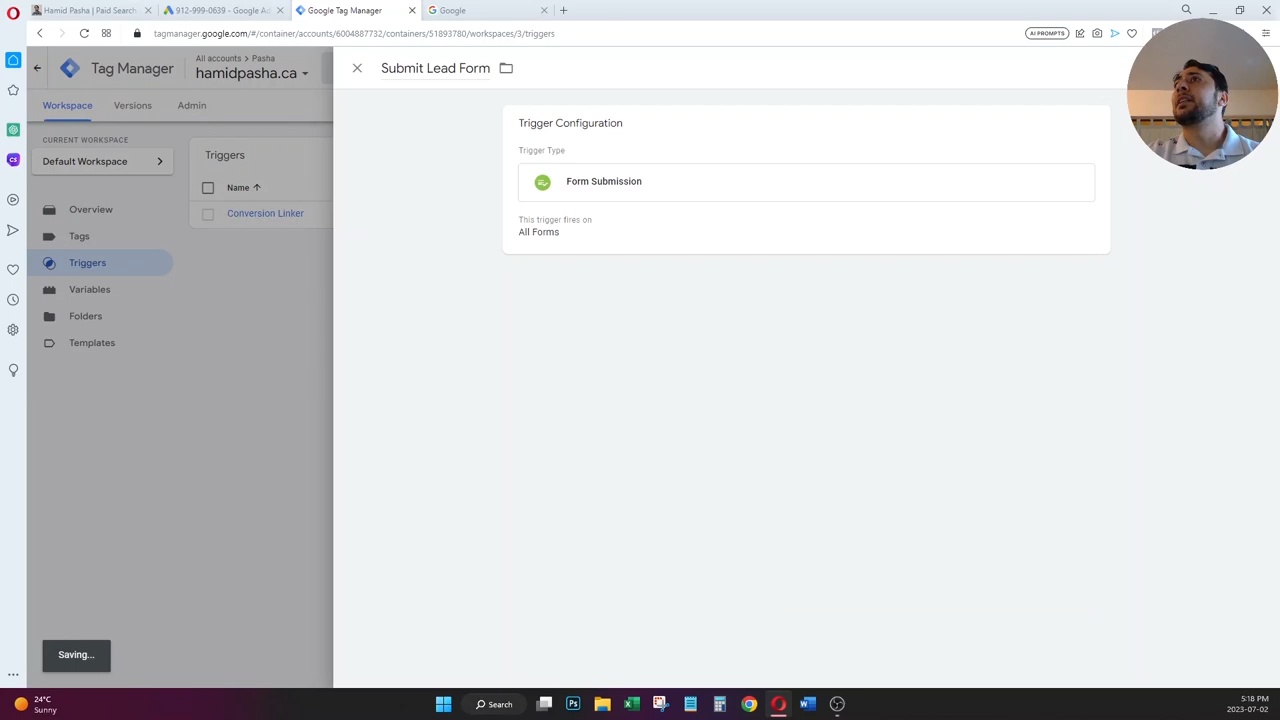 Hamid Pasha | Paid Search
912-999-0639 - Google Ad
Google Tag Manager
Google
tagmanager.google.com/#/container/accounts/6004887732/containers/51893780/workspaces/3/triggers
AI PROMPTS
Tag Manager
All accounts > Pasha
hamidpasha.ca
Submit Lead Form
Workspace
Versions
Admin
CURRENT WORKSPACE
Default Workspace
Overview
Tags
Triggers
Variables
Folders
Templates
Triggers
Name
Conversion Linker
Trigger Configuration
Trigger Type
Form Submission
This trigger fires on
All Forms
Saving...
24°C
Sunny
Search
5:18 PM
2023-07-02